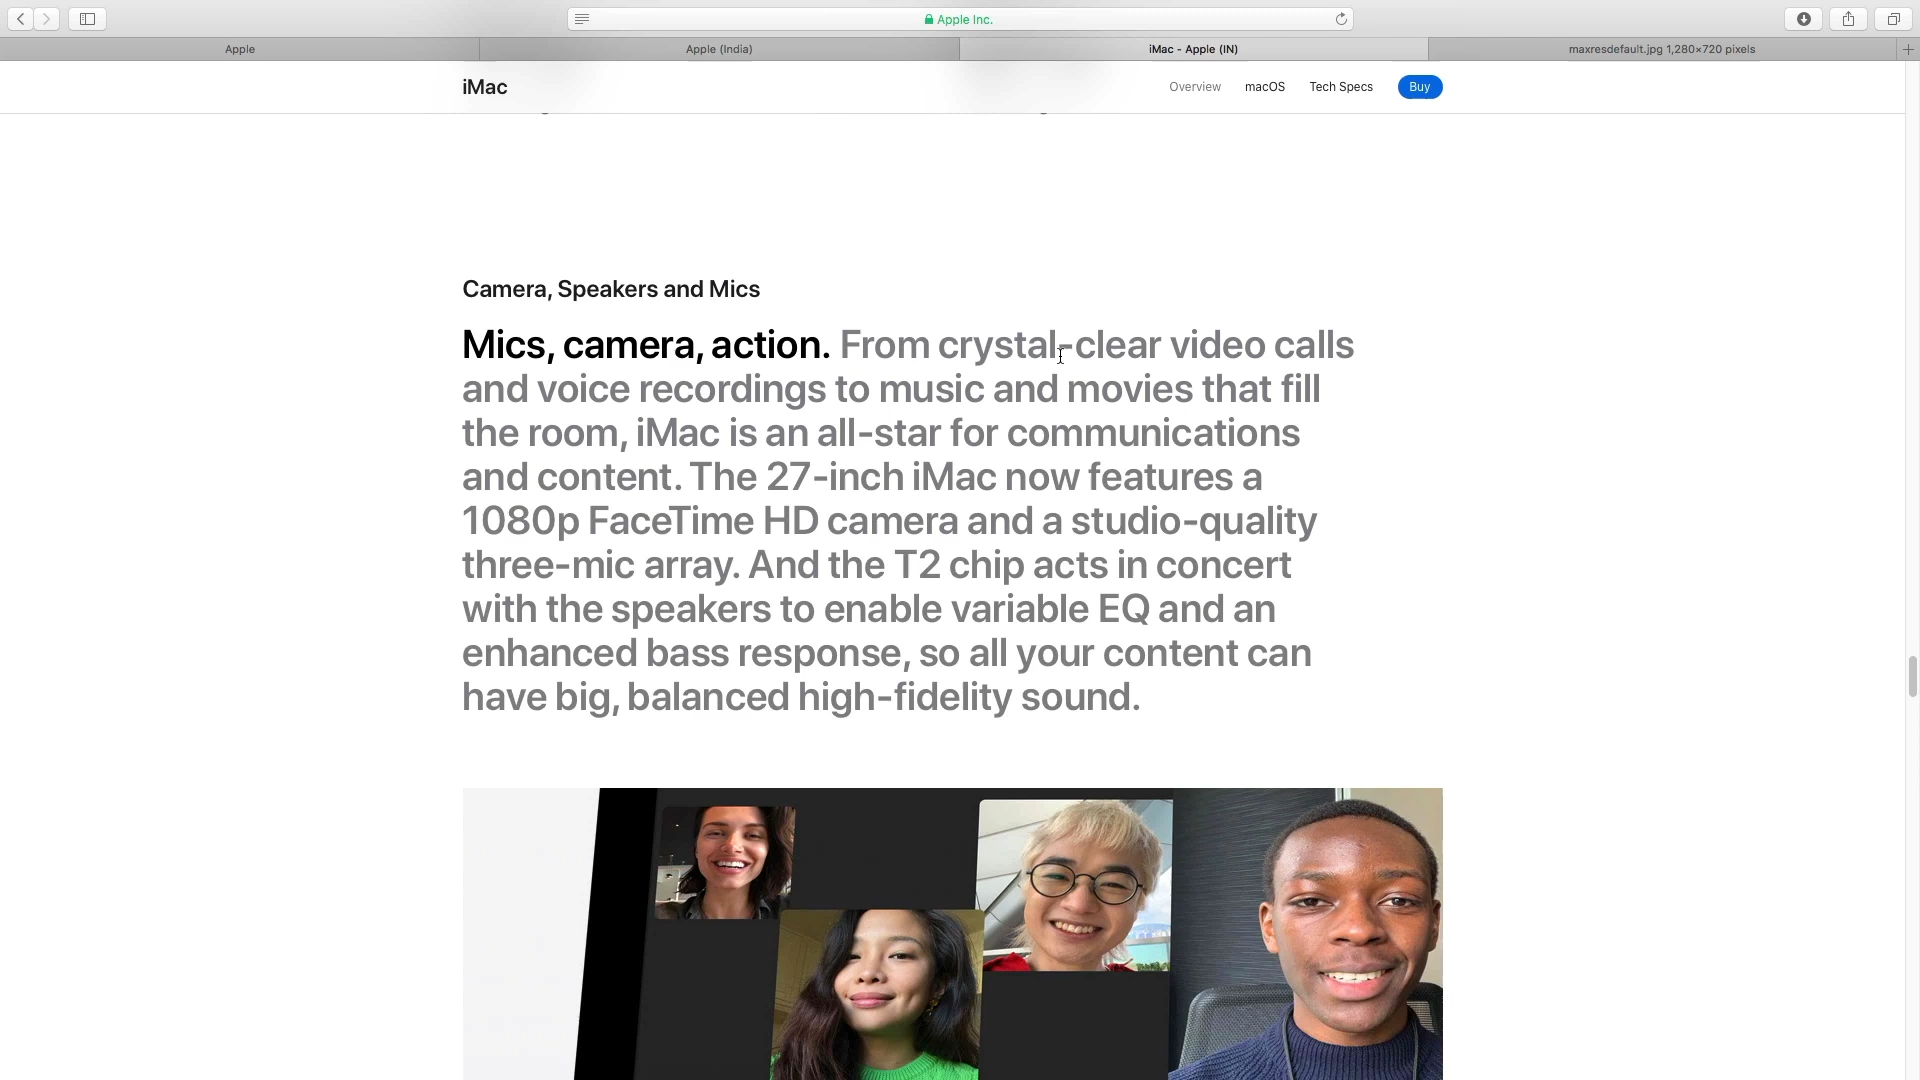 Apple Inc.
Apple
Apple (India)
iMac - Apple (IN)
maxresdefault.jpg 1,280×720 pixels
iMac
Overview
macOS
Tech Specs
Buy
Camera, Speakers and Mics
Mics, camera, action. From crystal-clear video calls
and voice recordings to music and movies that fill
the room, iMac is an all-star for communications
and content. The 27-inch iMac now features a
1080p FaceTime HD camera and a studio-quality
three-mic array. And the T2 chip acts in concert
with the speakers to enable variable EQ and an
enhanced bass response, so all your content can
have big, balanced high-fidelity sound.